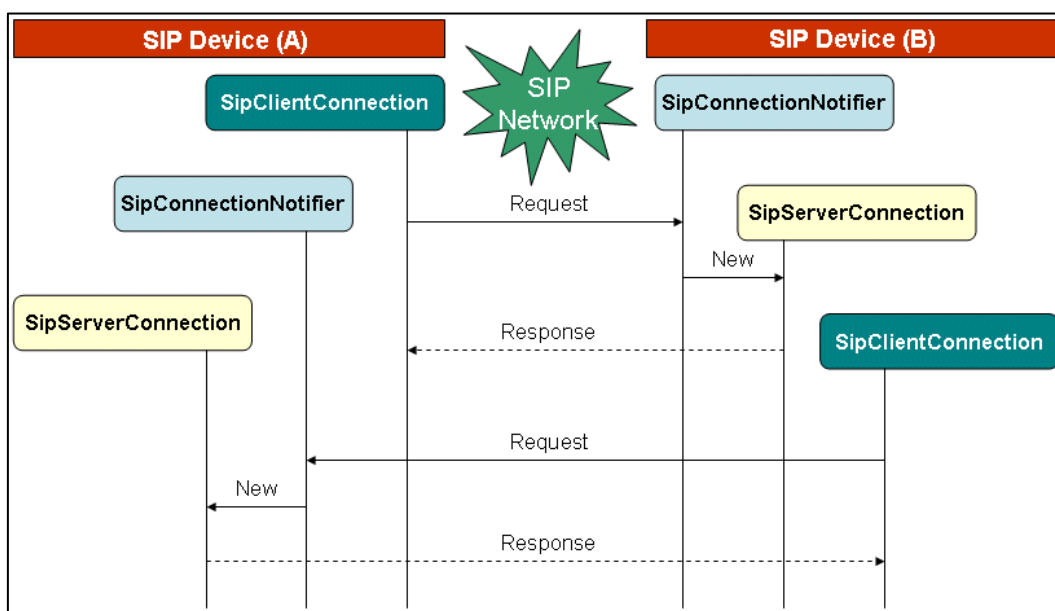 SIP Device (A)
SIP Device (B)
SIP
Network
SipClientConnection
SipConnectionNotifier
SipConnectionNotifier
Request
SipServerConnection
New
SipServerConnection
Response
SipClientConnection
Request
New
Response